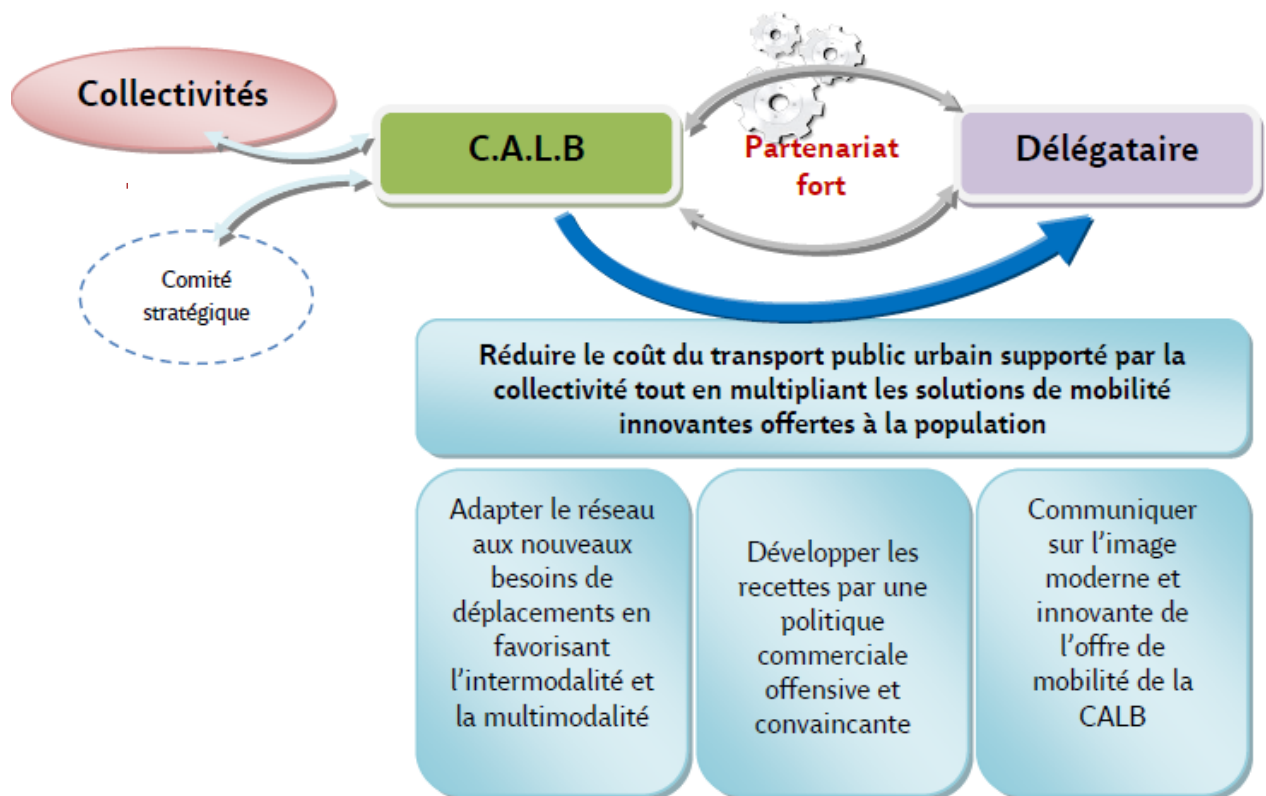 Collectivités
C.A.L.B
Partenariat
fort
Délégataire
Comité
stratégique
Réduire le coût du transport public urbain supporté par la
collectivité tout en multipliant les solutions de mobilité
innovantes offertes à la population
Adapter le réseau
aux nouveaux
besoins de
déplacements en
favorisant
l'intermodalité et
la multimodalité
Développer les
recettes par une
politique
commerciale
offensive et
convaincante
Communiquer
sur l'image
moderne et
innovante de
l'offre de
mobilité de la
CALB